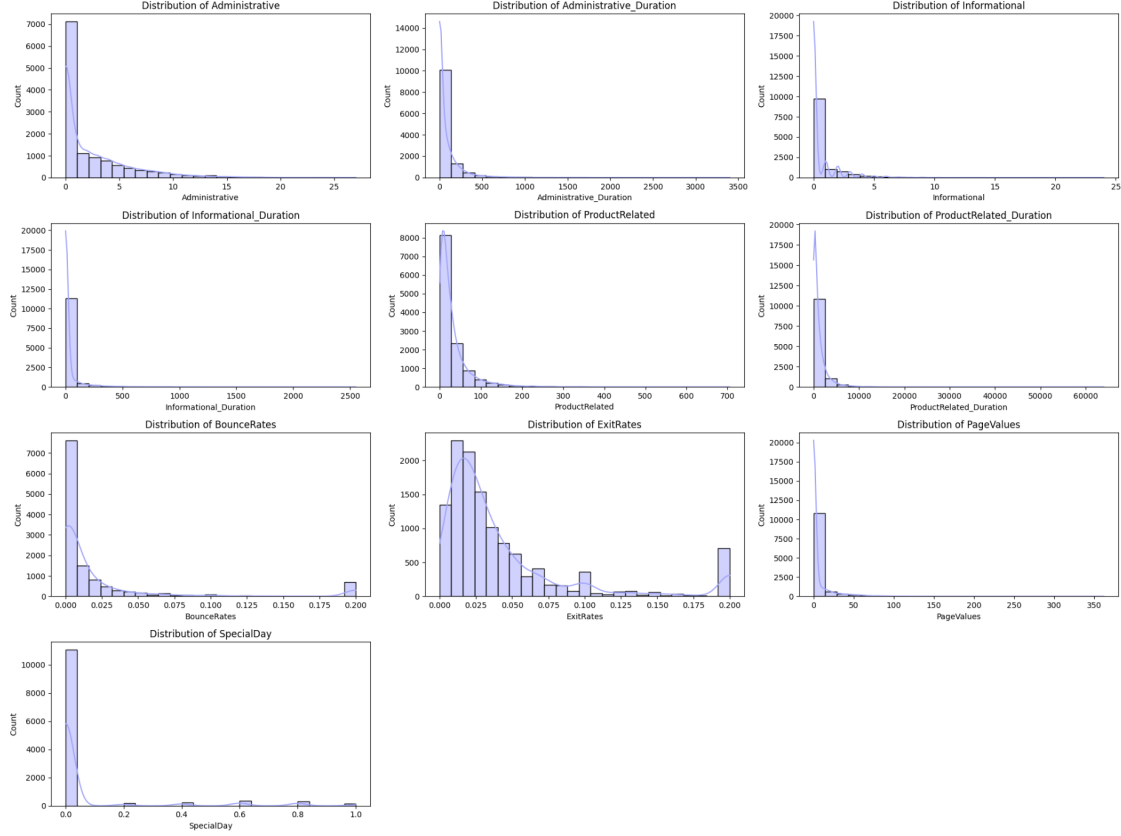 Distribution of Administrative
Count
7000
6000
5000
4000
3000
2000
1000
0
0 5 10 15 20 25
Administrative
Distribution of Administrative_Duration
Count
14000
12000
10000
8000
6000
4000
2000
0
0 500 1000 1500 2000 2500 3000 3500
Administrative_Duration
Distribution of Informational
Count
20000
17500
15000
12500
10000
7500
5000
2500
0
0 5 10 15 20 25
Informational
Distribution of Informational_Duration
Count
20000
17500
15000
12500
10000
7500
5000
2500
0
0 500 1000 1500 2000 2500
Informational_Duration
Distribution of ProductRelated
Count
8000
7000
6000
5000
4000
3000
2000
1000
0
0 100 200 300 400 500 600 700
ProductRelated
Distribution of ProductRelated_Duration
Count
20000
17500
15000
12500
10000
7500
5000
2500
0
0 10000 20000 30000 40000 50000 60000
ProductRelated_Duration
Distribution of BounceRates
Count
7000
6000
5000
4000
3000
2000
1000
0
0.000 0.025 0.050 0.075 0.100 0.125 0.150 0.175 0.200
BounceRates
Distribution of ExitRates
Count
2000
1500
1000
500
0
0.000 0.025 0.050 0.075 0.100 0.125 0.150 0.175 0.200
ExitRates
Distribution of PageValues
Count
20000
17500
15000
12500
10000
7500
5000
2500
0
0 50 100 150 200 250 300 350
PageValues
Distribution of SpecialDay
Count
10000
8000
6000
4000
2000
0
0.0 0.2 0.4 0.6 0.8 1.0
SpecialDay